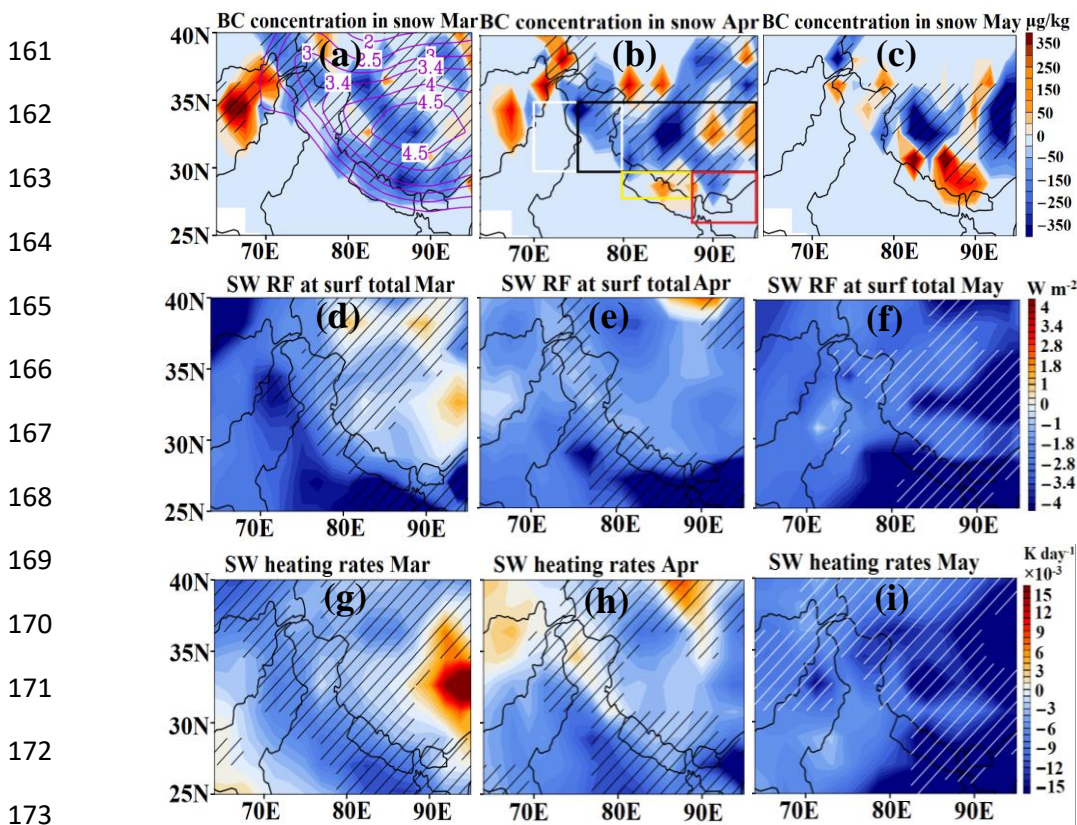 BC concentration in snow Mar BC concentration in snow Apr BC concentration in snow May µg/kg
161 40N (a) (b) (c) 350
3 2 3
2.5 3.4
3.4 4
4.5
250
150
35N
162 50
0
30N 4.5
−50
163 −150
−250
164 25N −350
70E 80E 90E 70E 80E 90E 70E 80E 90E
SW RF at surf total Mar SW RF at surf total Apr SW RF at surf total May W m⁻²
165 40N (d) (e) (f) 4
3.4
2.8
166 35N 1.8
1
0
167 30N −1
−1.8
−2.8
−3.4
168 25N −4
70E 80E 90E 70E 80E 90E 70E 80E 90E
169
SW heating rates Mar SW heating rates Apr SW heating rates May K day⁻¹
×10⁻³
170 40N (g) (h) (i) 15
12
9
35N 6
171 3
0
−3
30N −6
172 −9
−12
25N −15
173 70E 80E 90E 70E 80E 90E 70E 80E 90E